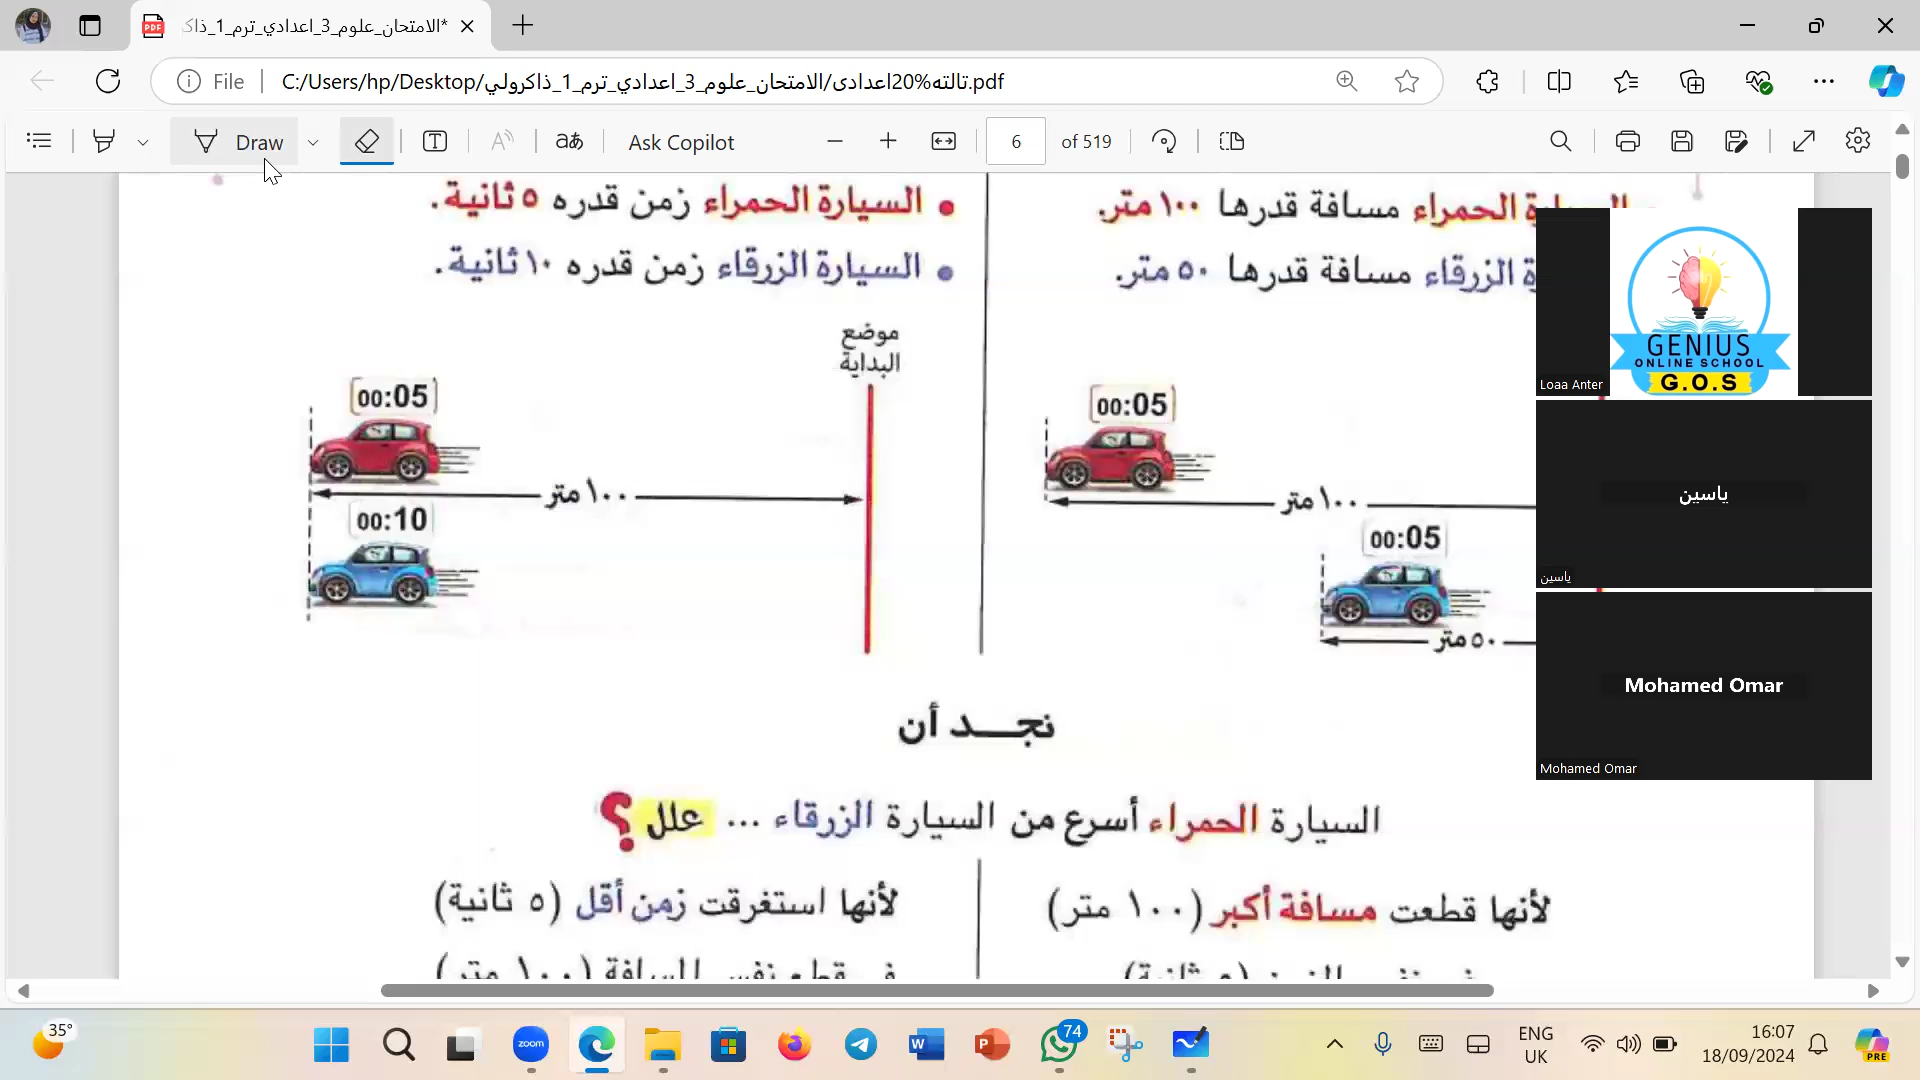 *الامتحان_علوم_3_اعدادي_ترم_1_ذاك
File
C:/Users/hp/Desktop/تالته%20اعدادى/الامتحان_علوم_3_اعدادي_ترم_1_ذاكرولي.pdf
Draw
Ask Copilot
6 of 519
الحمراء مسافة قدرها ١٠٠ متر.
الزرقاء مسافة قدرها ٥٠ متر.
00:05
١٠٠ متر
00:05
٥٠ متر
السيارة الحمراء زمن قدره ٥ ثانية.
السيارة الزرقاء زمن قدره ١٠ ثانية.
موضع
البداية
00:05
١٠٠ متر
00:10
نجــد أن
السيارة الحمراء أسرع من السيارة الزرقاء ... علل ؟
لأنها قطعت مسافة أكبر (١٠٠ متر)
لأنها استغرقت زمن أقل (٥ ثانية)
GENIUS
ONLINE SCHOOL
G.O.S
Loaa Anter
ياسين
ياسين
Mohamed Omar
Mohamed Omar
35°
zoom
74
ENG
UK
16:07
18/09/2024
PRE